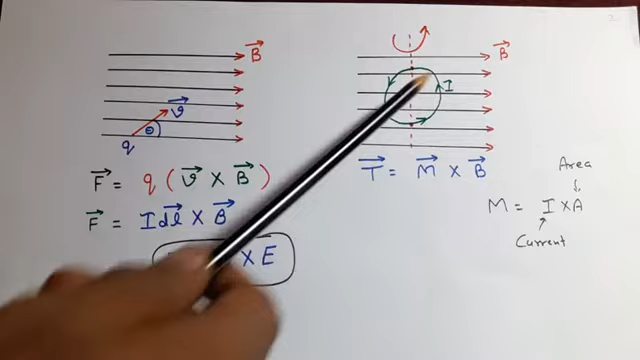 B
v
θ
q
F = q ( v X B )
F = I dl X B
X E
B
I
T = M X B
Area
M = I X A
Current